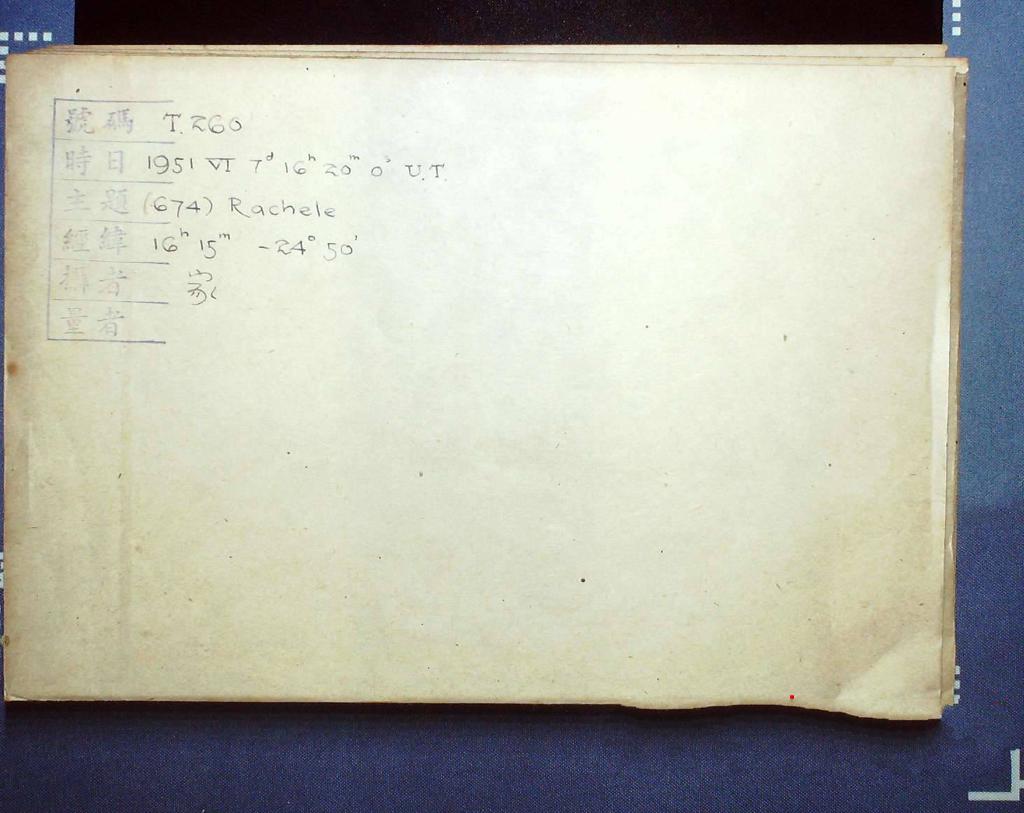 號碼 T.260
時日 1951 VI 7ᵈ 16ʰ 20ᵐ 0ˢ U.T.
主題 (674) Rachele
經緯 16ʰ 15ᵐ -24° 50'
攝者 家
量者